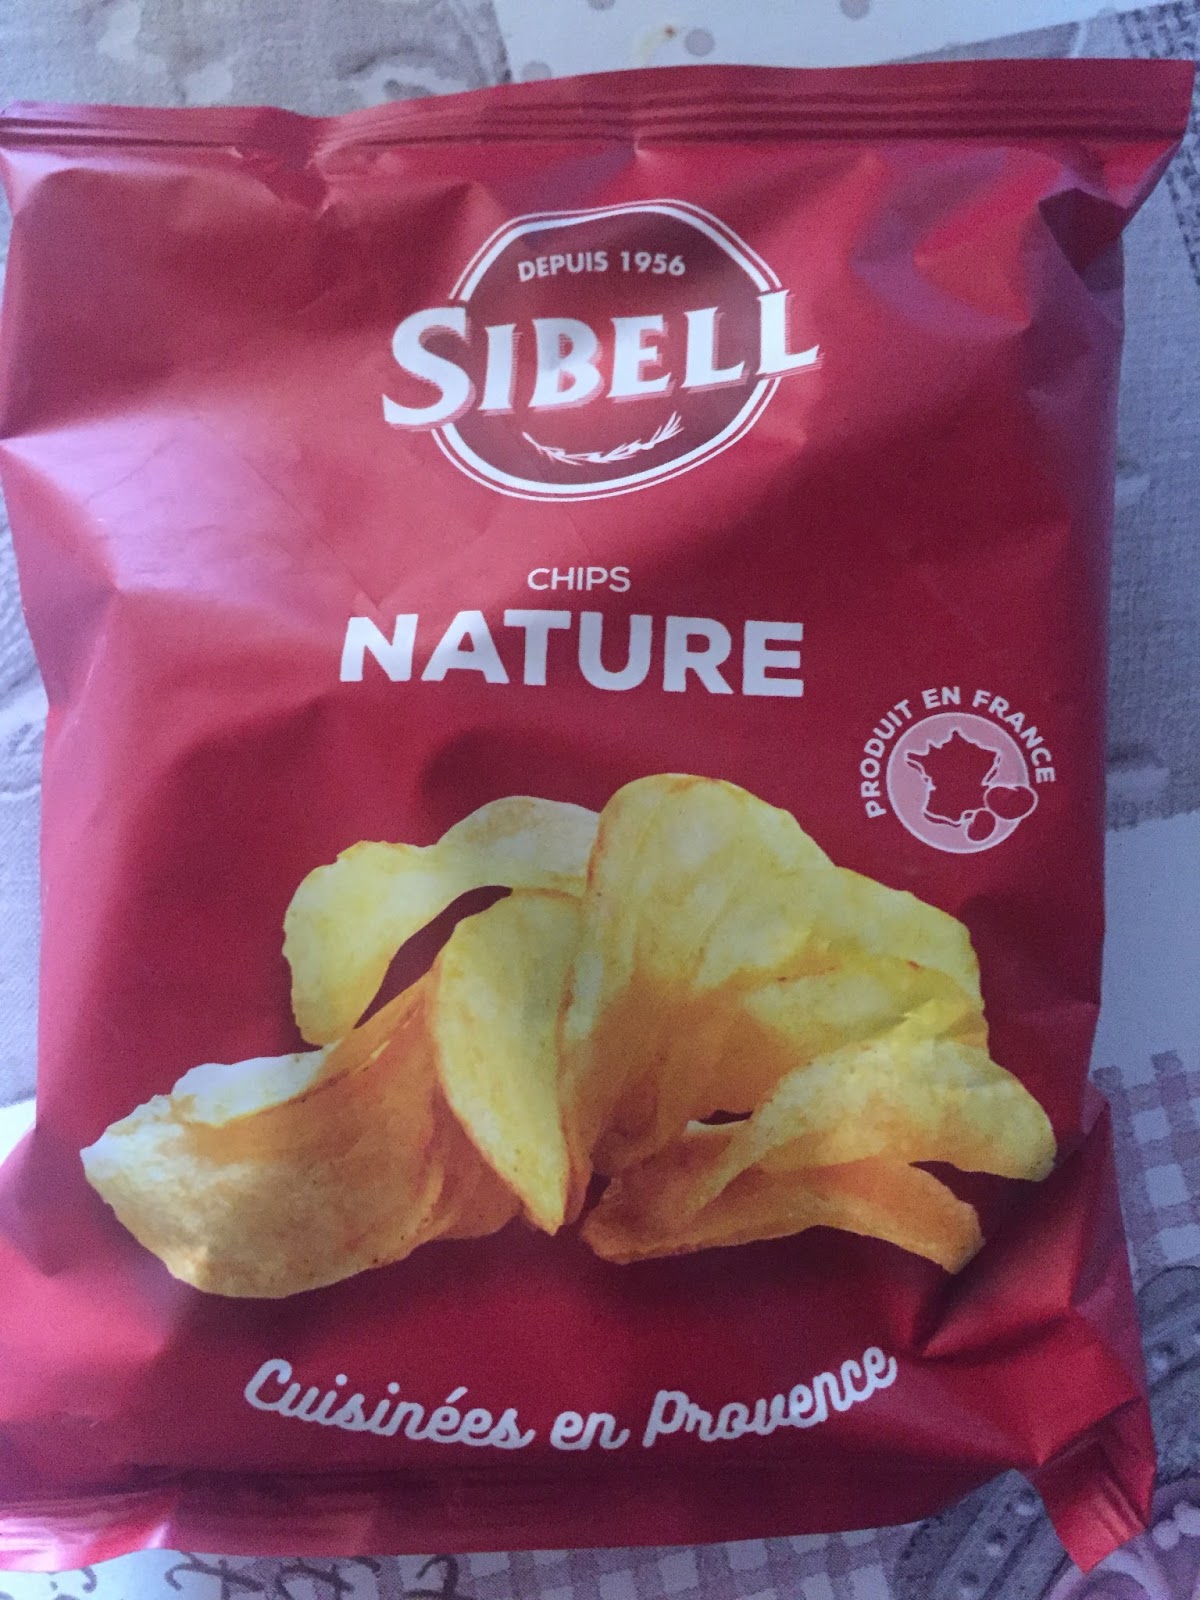 DEPUIS 1956
SIBELL
CHIPS
NATURE
PRODUIT EN FRANCE
Cuisinées en Provence